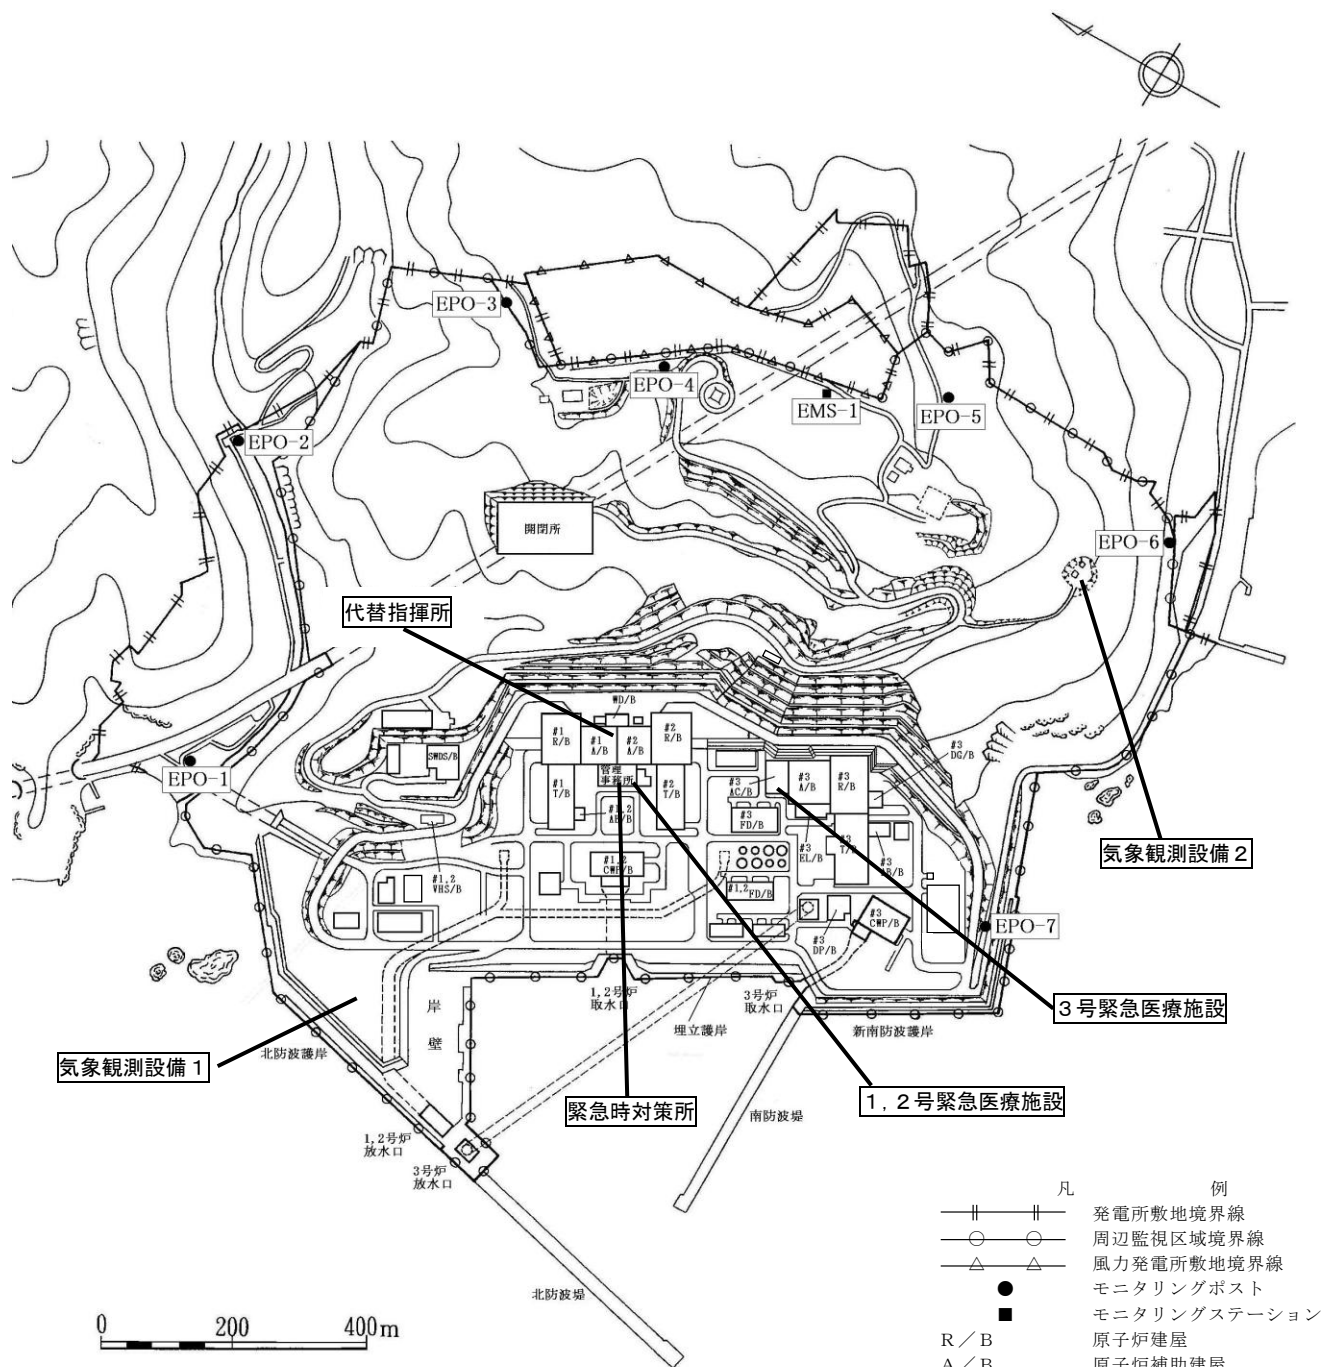 EPO-3
EPO-4
EMS-1
EPO-5
EPO-2
開閉所
EPO-6
代替指揮所
WD/B
#1
R/B
#1
A/B
#2
A/B
#2
R/B
SWDS/B
EPO-1
管理
事務所
#1
T/B
#2
T/B
#1,2
AB/B
#3
AC/B
#3
A/B
#3
R/B
#3
DG/B
#3
FD/B
#3
EL/B
#3
T/B
#3
AB/B
気象観測設備2
#1,2
VHS/B
#1,2
CWP/B
#1,2
FD/B
#3
DP/B
#3
CWP/B
EPO-7
1,2号炉
取水口
3号炉
取水口
埋立護岸
新南防波護岸
3号緊急医療施設
岸
壁
北防波護岸
気象観測設備1
緊急時対策所
1,2号緊急医療施設
南防波堤
1,2号炉
放水口
3号炉
放水口
北防波堤
0 200 400m
凡 例
発電所敷地境界線
周辺監視区域境界線
風力発電所敷地境界線
モニタリングポスト
モニタリングステーション
R/B 原子炉建屋
A/B 原子炉補助建屋